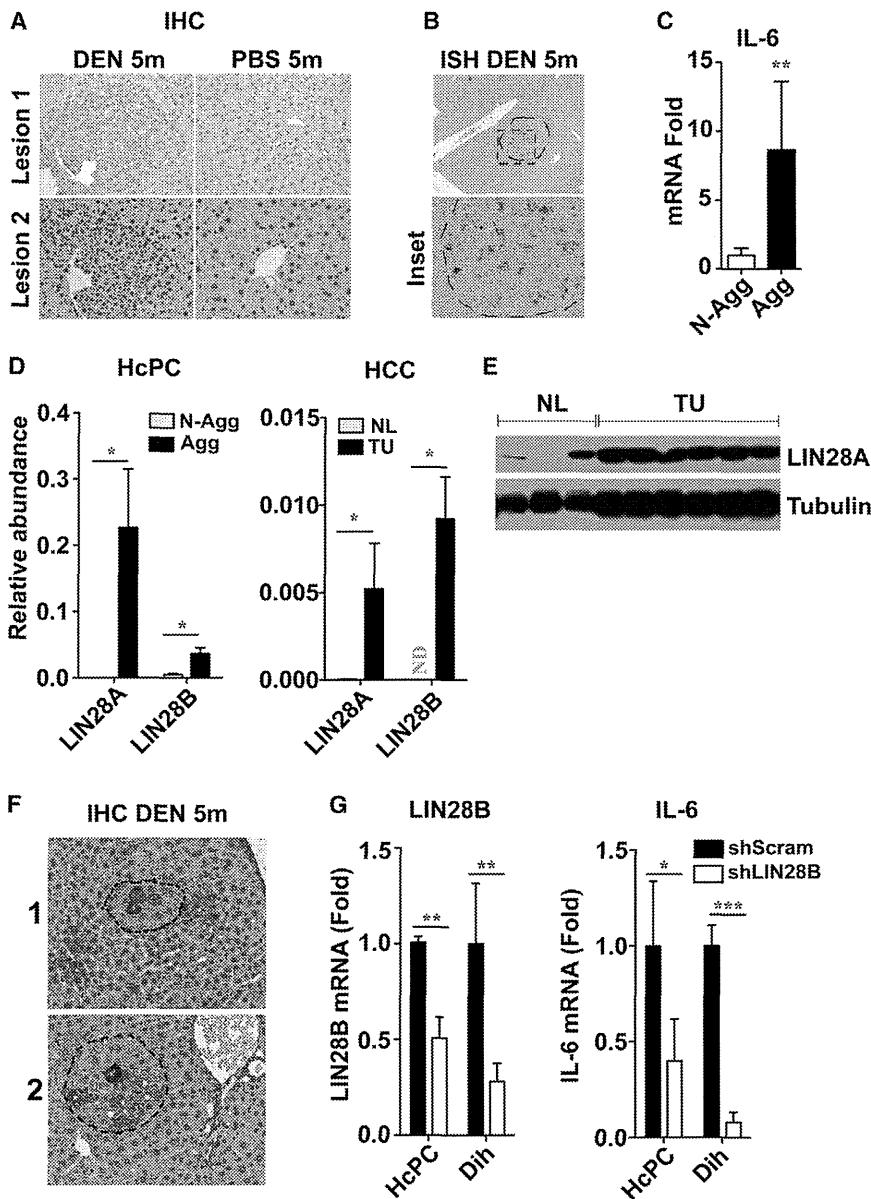 A
IHC
DEN 5m
PBS 5m
Lesion 1
Lesion 2
B
ISH DEN 5m
Inset
C
IL-6
mRNA Fold
15
10
5
0
**
N-Agg
Agg
D
HcPC
Relative abundance
0.4
0.3
0.2
0.1
0.0
N-Agg
Agg
*
*
LIN28A
LIN28B
HCC
0.015
0.010
0.005
0.000
NL
TU
*
*
ND
LIN28A
LIN28B
E
NL
TU
LIN28A
Tubulin
F
IHC DEN 5m
1
2
G
LIN28B
LIN28B mRNA (Fold)
1.5
1.0
0.5
0.0
**
**
HcPC
Dih
IL-6
IL-6 mRNA (Fold)
1.5
1.0
0.5
0.0
shScram
shLIN28B
*
***
HcPC
Dih